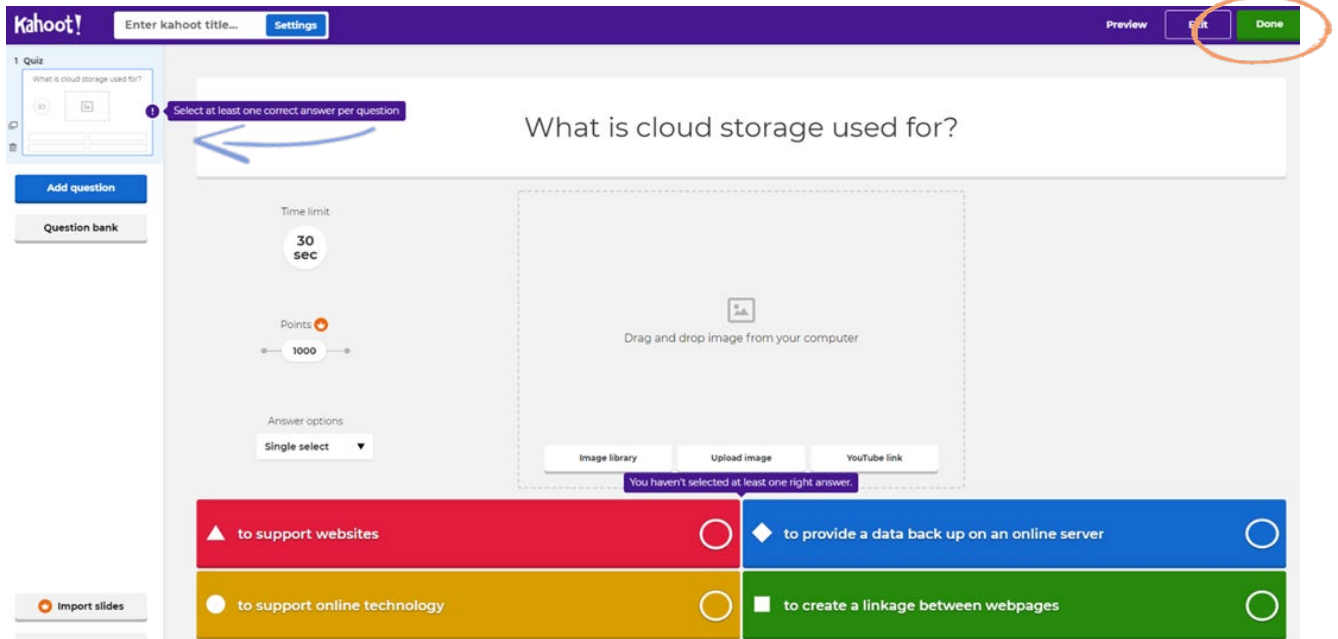 Kahoot!
Enter kahoot title...
Settings
Preview
Exit
Done
1 Quiz
What is cloud storage used for?
30
!
Select at least one correct answer per question
What is cloud storage used for?
Add question
Question bank
Time limit
30
sec
Points
1000
Answer options
Single select
Drag and drop image from your computer
Image library
Upload image
YouTube link
You haven't selected at least one right answer.
to support websites
to provide a data back up on an online server
to support online technology
to create a linkage between webpages
Import slides